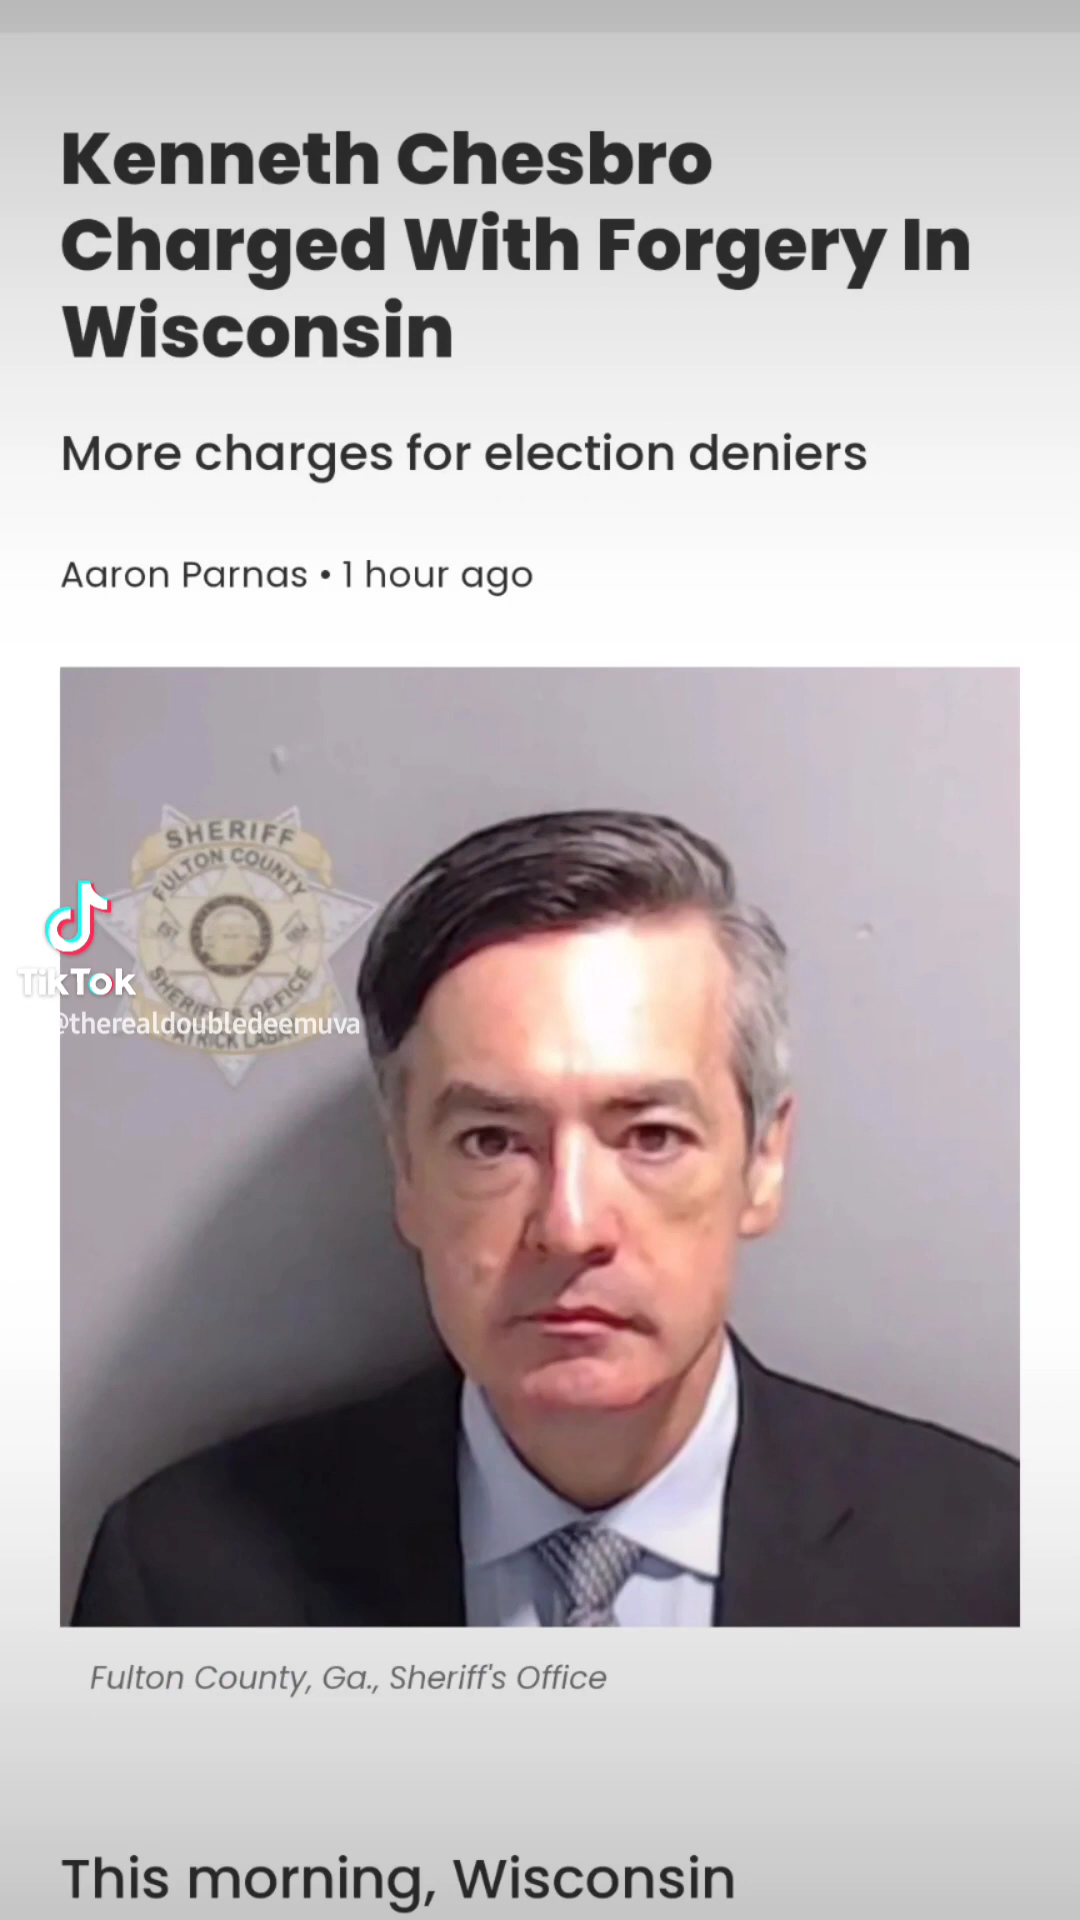 Kenneth Chesbro
Charged With Forgery In
Wisconsin
More charges for election deniers
Aaron Parnas • 1 hour ago
SHERIFF
FULTON COUNTY
SHERIFF'S OFFICE
TikTok
@therealdoubledeemuva
Fulton County, Ga., Sheriff's Office
This morning, Wisconsin